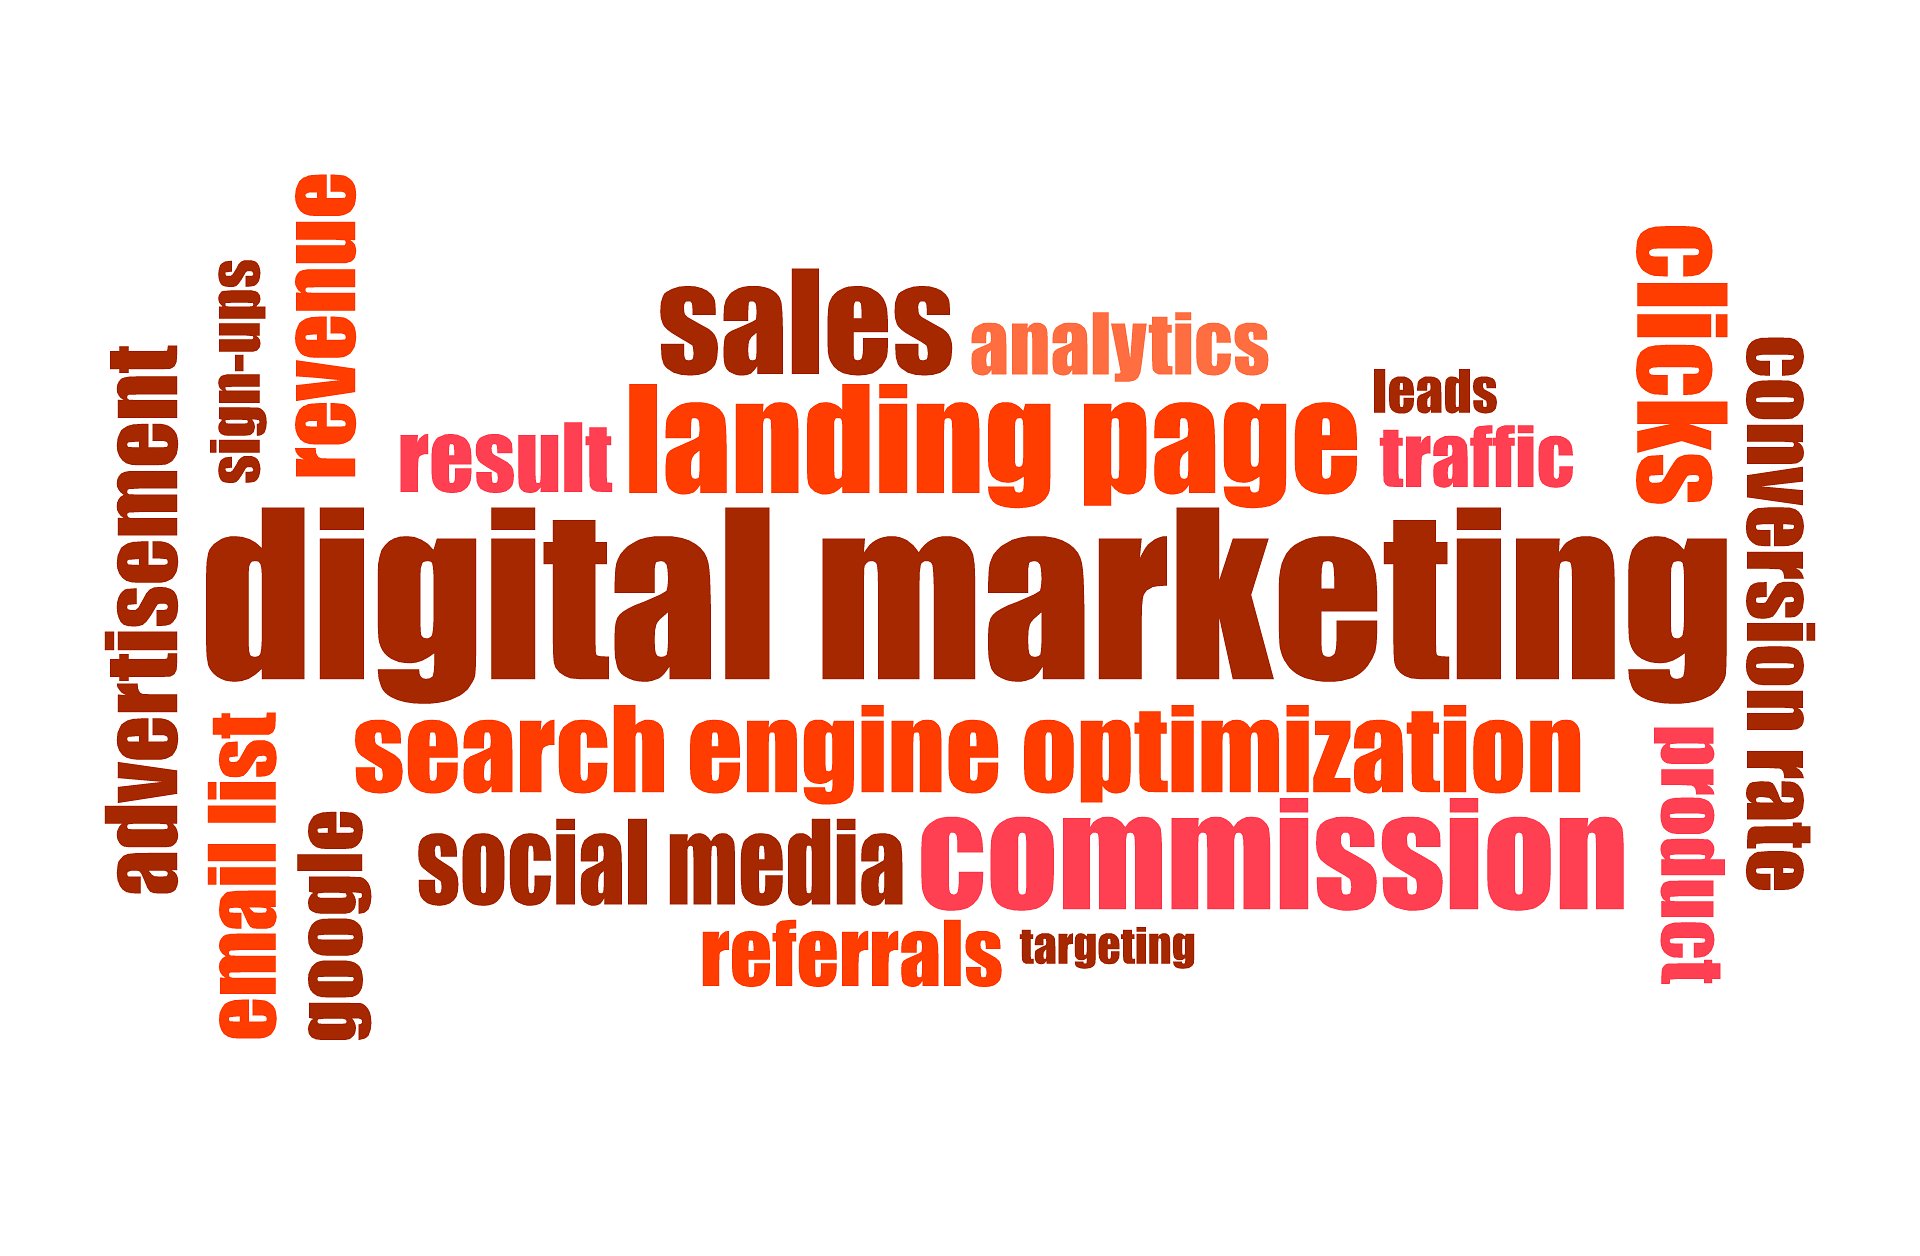 revenue
sign-ups
advertisement
sales
analytics
clicks
landing page
leads
result
traffic
conversion rate
digital marketing
search engine optimization
email list
google
social media
commission
product
referrals
targeting